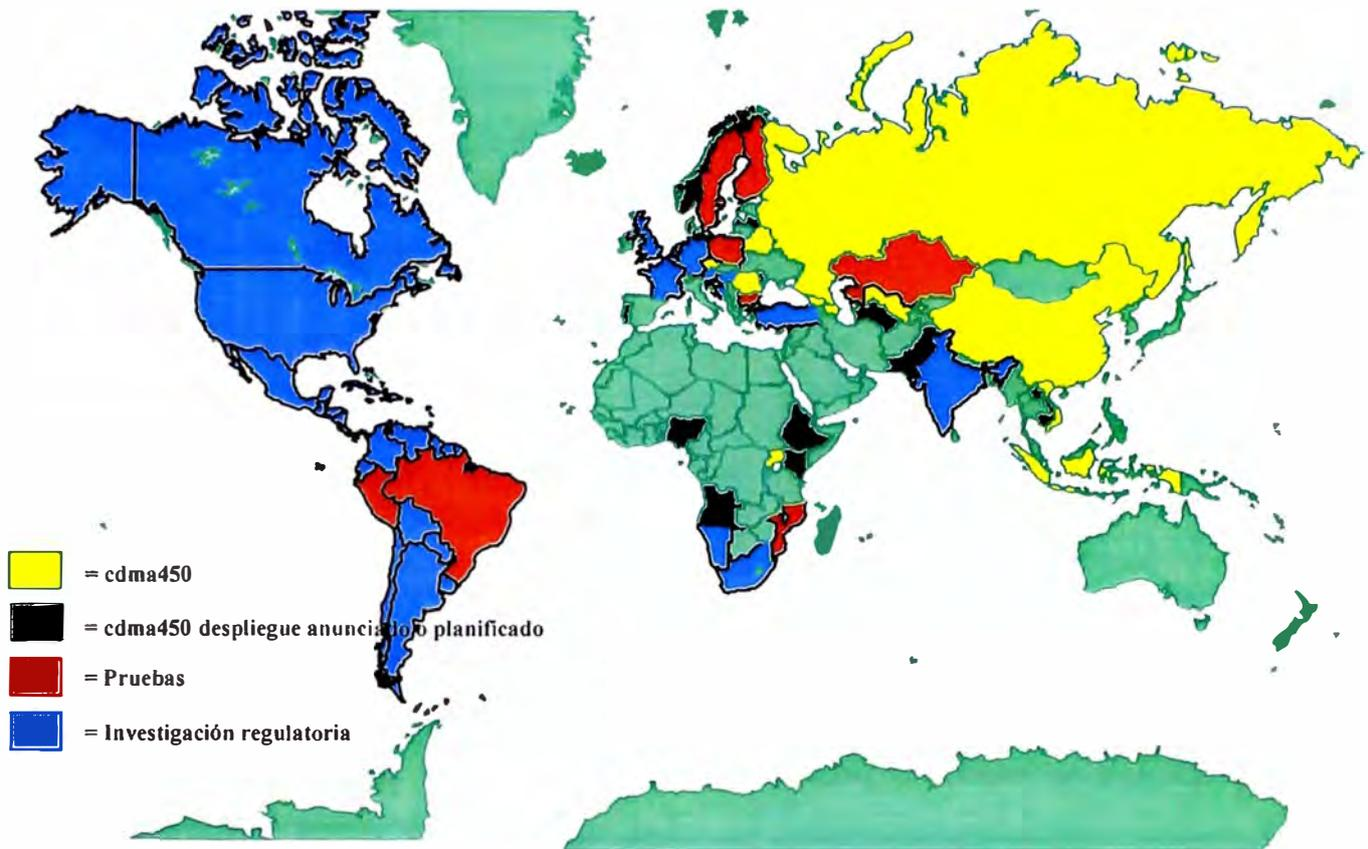 = cdma450
= cdma450 despliegue anunciado o planificado
= Pruebas
= Investigación regulatoria